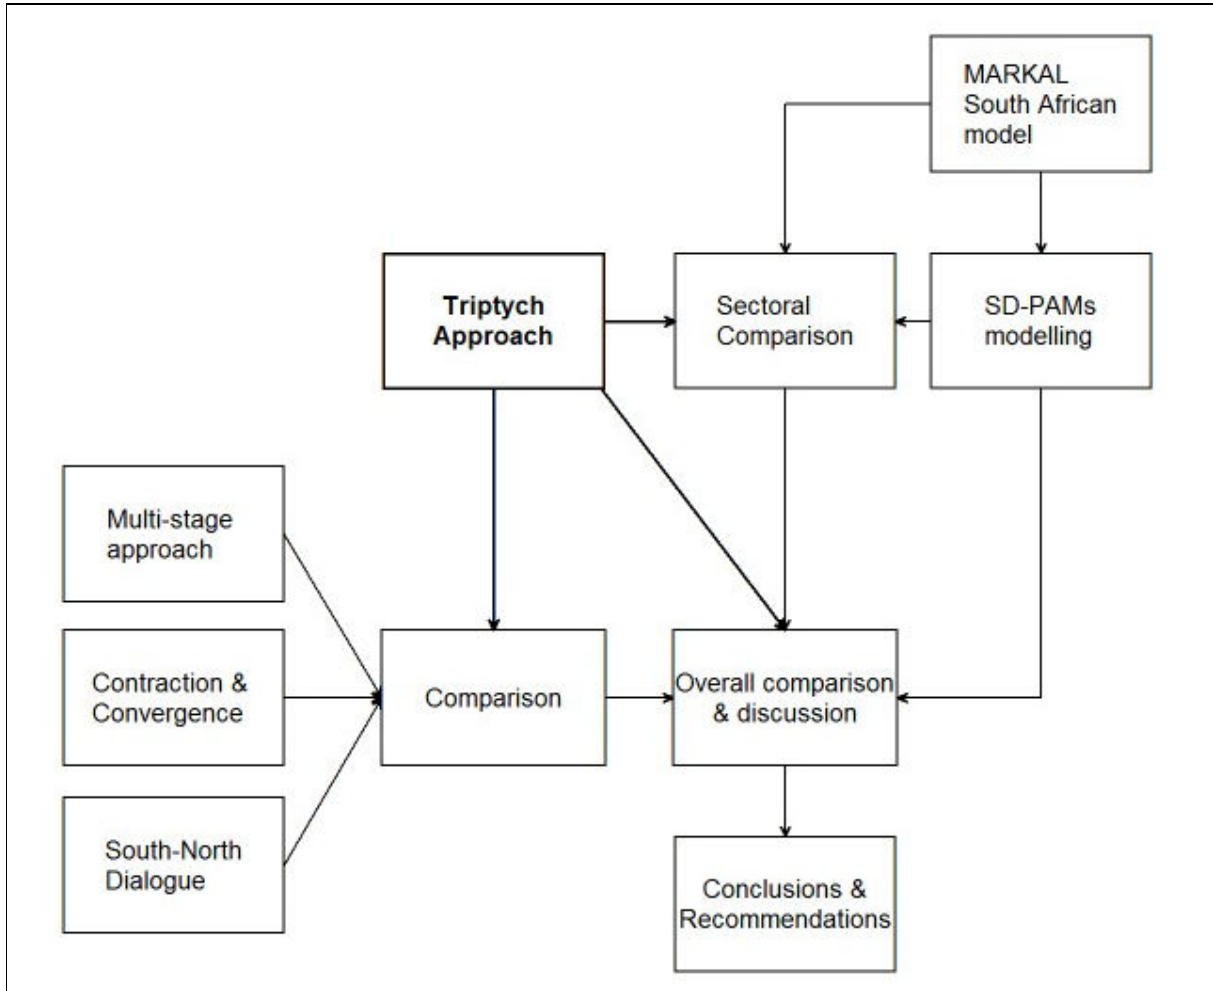 MARKAL
South African
model
Triptych
Approach
Sectoral
Comparison
SD-PAMs
modelling
Multi-stage
approach
Contraction &
Convergence
Comparison
Overall comparison
& discussion
South-North
Dialogue
Conclusions &
Recommendations